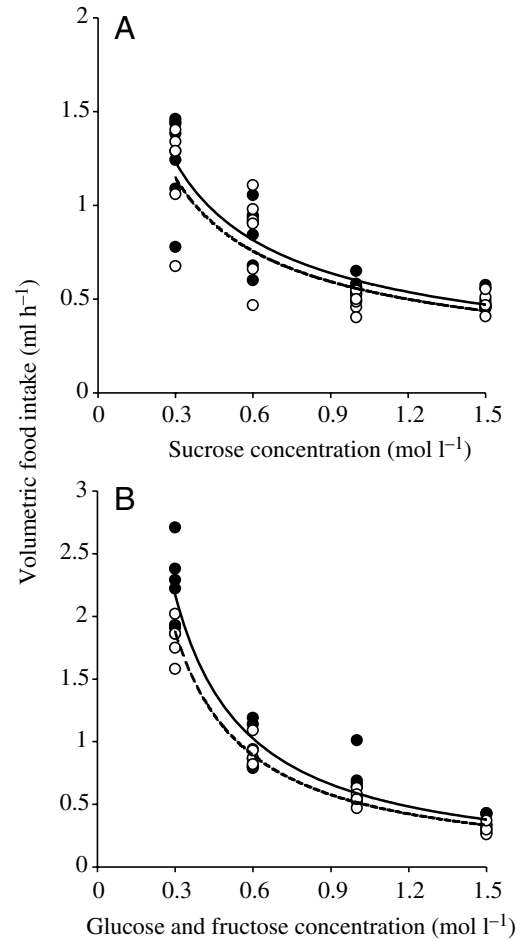 2
A
1.5
1
0.5
0
0 0.3 0.6 0.9 1.2 1.5
Sucrose concentration (mol l–1)
Volumetric food intake (ml h–1)
3
B
2.5
2
1.5
1
0.5
0
0 0.3 0.6 0.9 1.2 1.5
Glucose and fructose concentration (mol l–1)